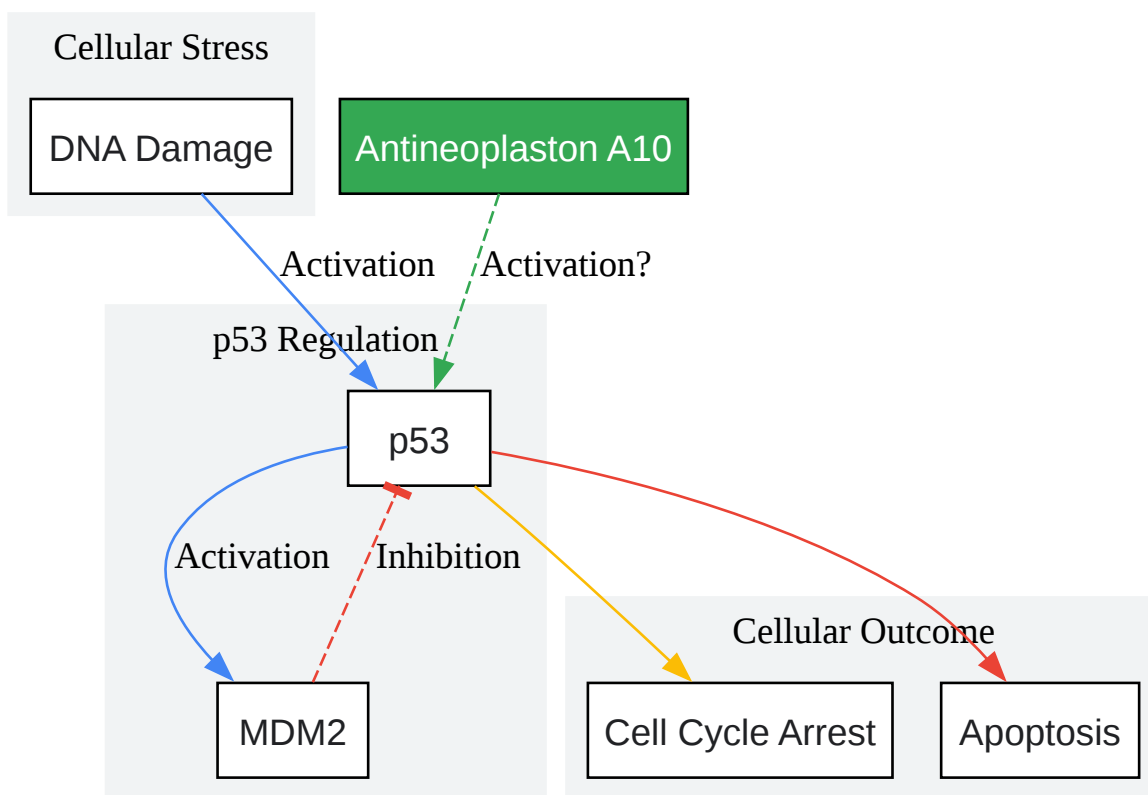 Cellular Stress
DNA Damage
Antineoplaston A10
Activation
Activation?
p53 Regulation
p53
Activation
Inhibition
Cellular Outcome
MDM2
Cell Cycle Arrest
Apoptosis